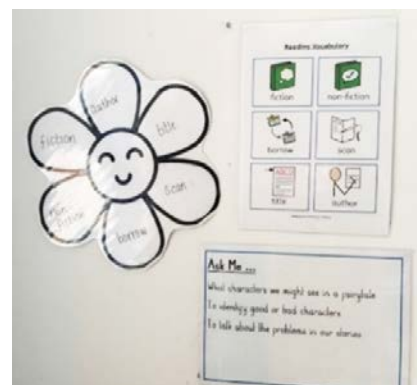 author
title
scan
borrow
non-
fiction
fiction
Reading Vocabulary
fiction
non-fiction
borrow
scan
title
author
Ask Me ...
What characters we might see in a fairytale
To identify good or bad characters
To talk about the problems in our stories